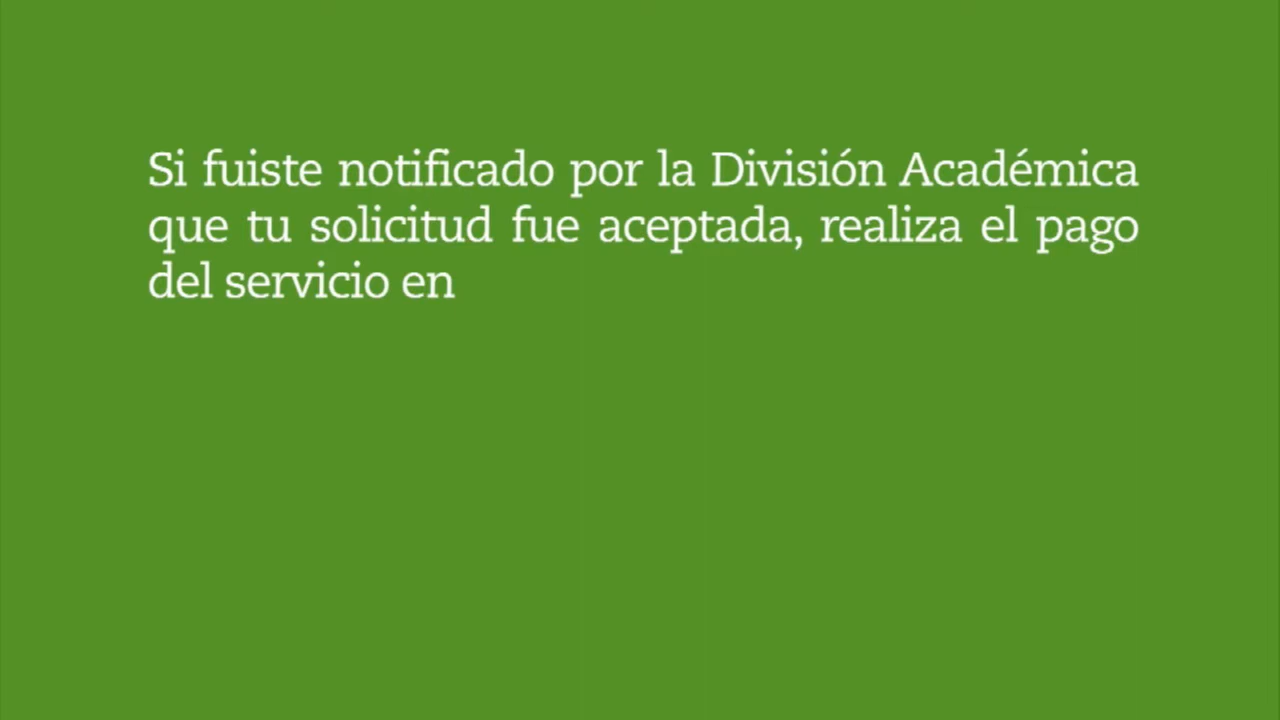 Si fuiste notificado por la División Académica
que tu solicitud fue aceptada, realiza el pago
del servicio en